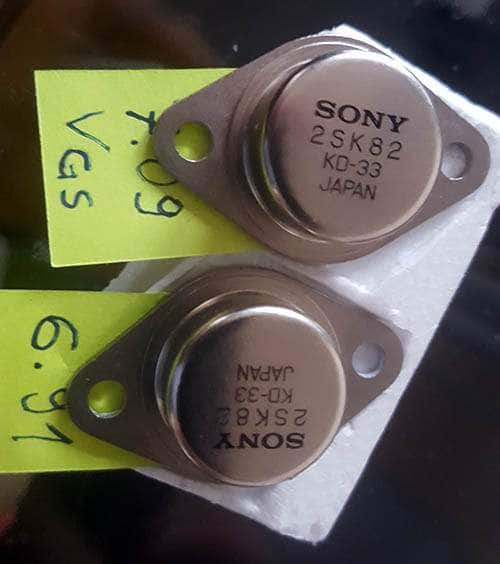 SONY
2SK82
KD-33
JAPAN
7.09
VGS
SONY
2SK82
KD-33
JAPAN
6.91